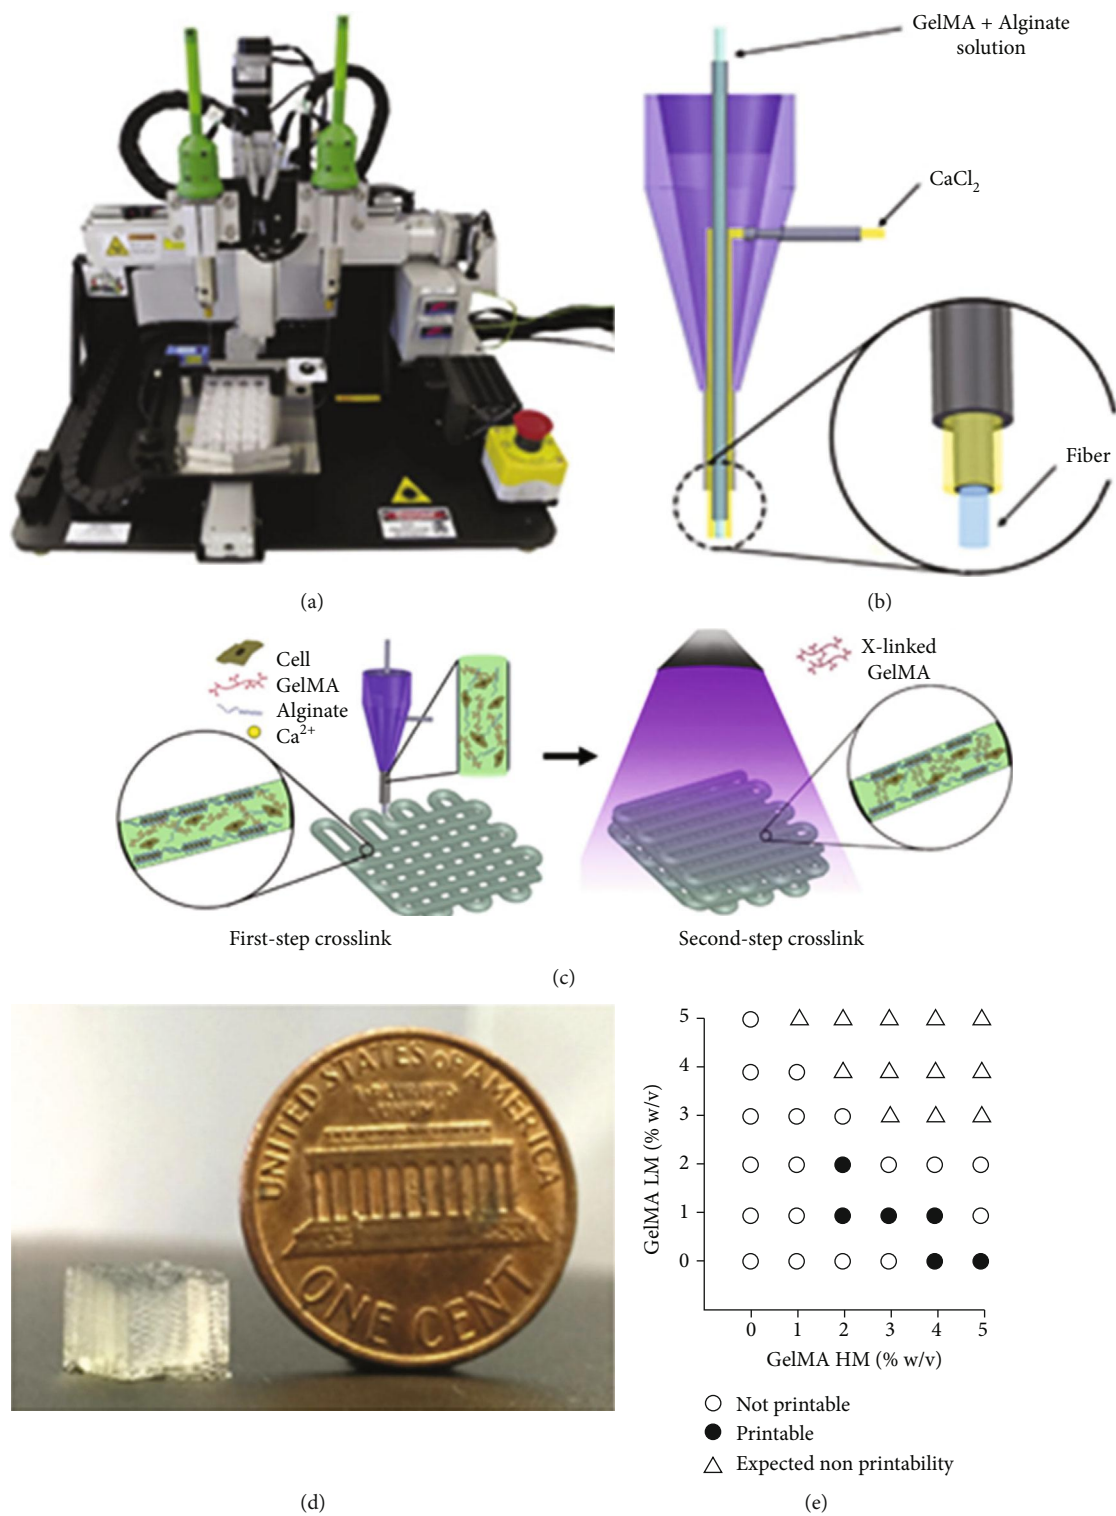 GelMA + Alginate
solution
CaCl₂
Fiber
(a)
(b)
Cell
GelMA
Alginate
Ca²⁺
X-linked
GelMA
First-step crosslink
Second-step crosslink
(c)
UNITED STATES OF AMERICA
ONE CENT
(d)
GelMA LM (% w/v)
5
4
3
2
1
0
0 1 2 3 4 5
GelMA HM (% w/v)
Not printable
Printable
Expected non printability
(e)